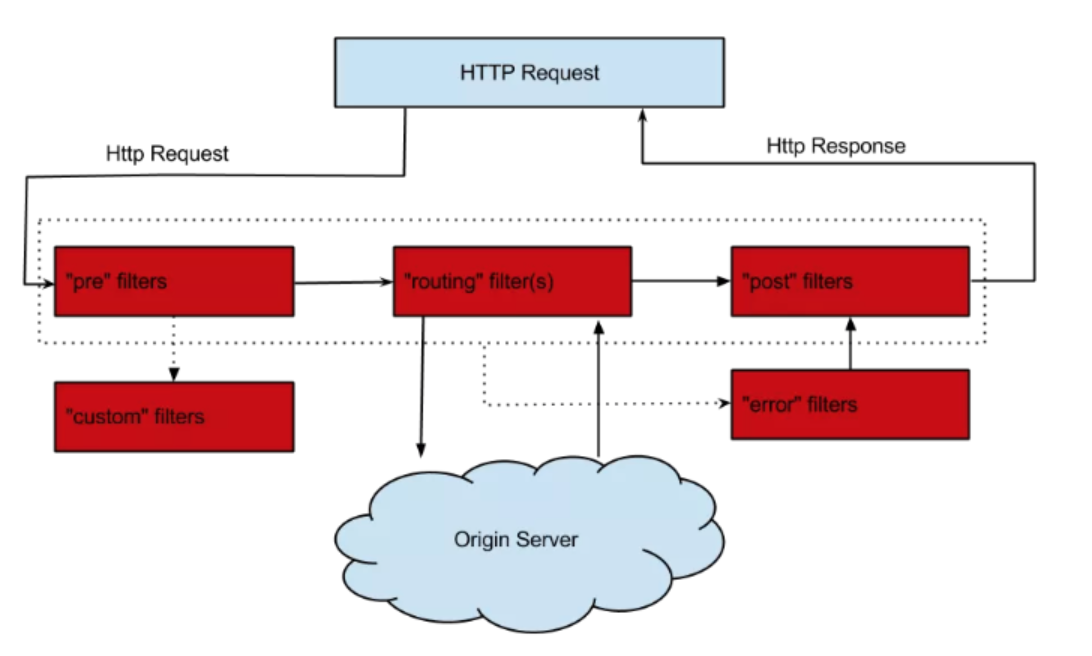 HTTP Request
Http Request
Http Response
"pre" filters
"routing" filter(s)
"post" filters
"custom" filters
"error" filters
Origin Server